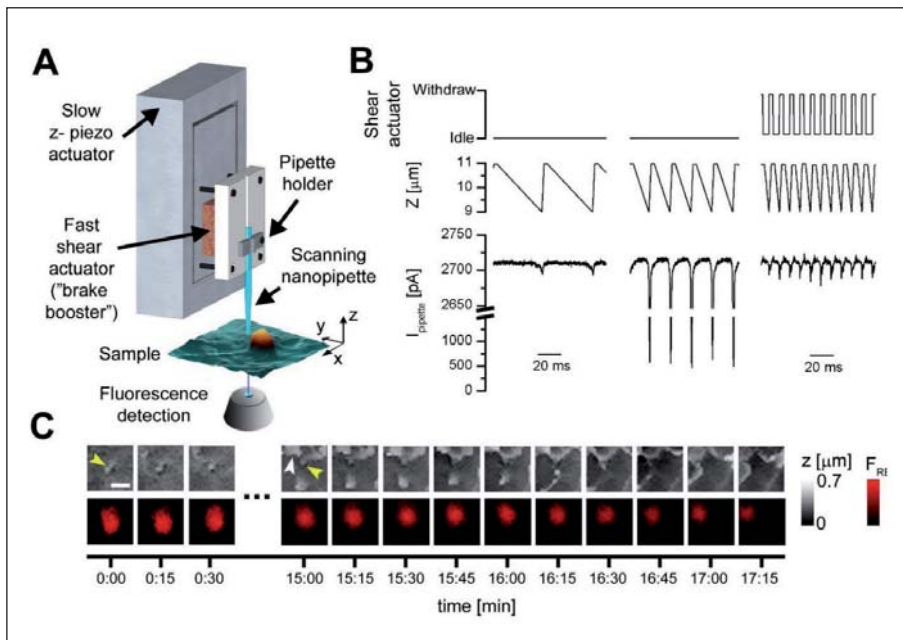 A
Slow
z- piezo
actuator
Pipette
holder
Fast
shear
actuator
("brake
booster")
Scanning
nanopipette
Sample
y
z
x
Fluorescence
detection
B
Shear
actuator
Withdraw
Idle
Z [μm]
11
10
9
I pipette [pA]
2750
2700
2650
1000
500
0
20 ms
20 ms
C
z [μm]
0.7
0
F RE
0:00 0:15 0:30 15:00 15:15 15:30 15:45 16:00 16:15 16:30 16:45 17:00 17:15
time [min]